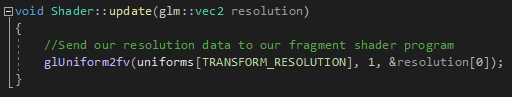 void Shader::update(glm::vec2 resolution)
{
//Send our resolution data to our fragment shader program
glUniform2fv(uniforms[TRANSFORM_RESOLUTION], 1, &resolution[0]);
}